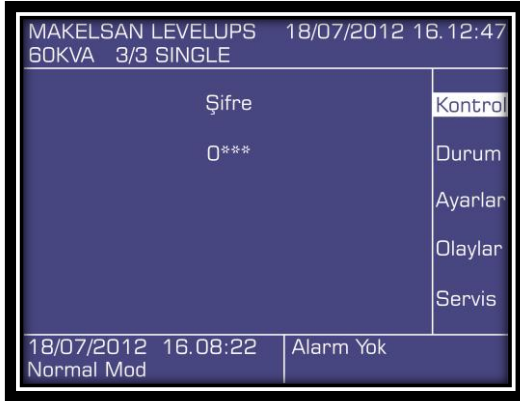 MAKELSAN LEVELUPS 18/07/2012 16.12:47
60KVA 3/3 SINGLE
Şifre
0***
Kontrol
Durum
Ayarlar
Olaylar
Servis
18/07/2012 16.08:22
Normal Mod
Alarm Yok